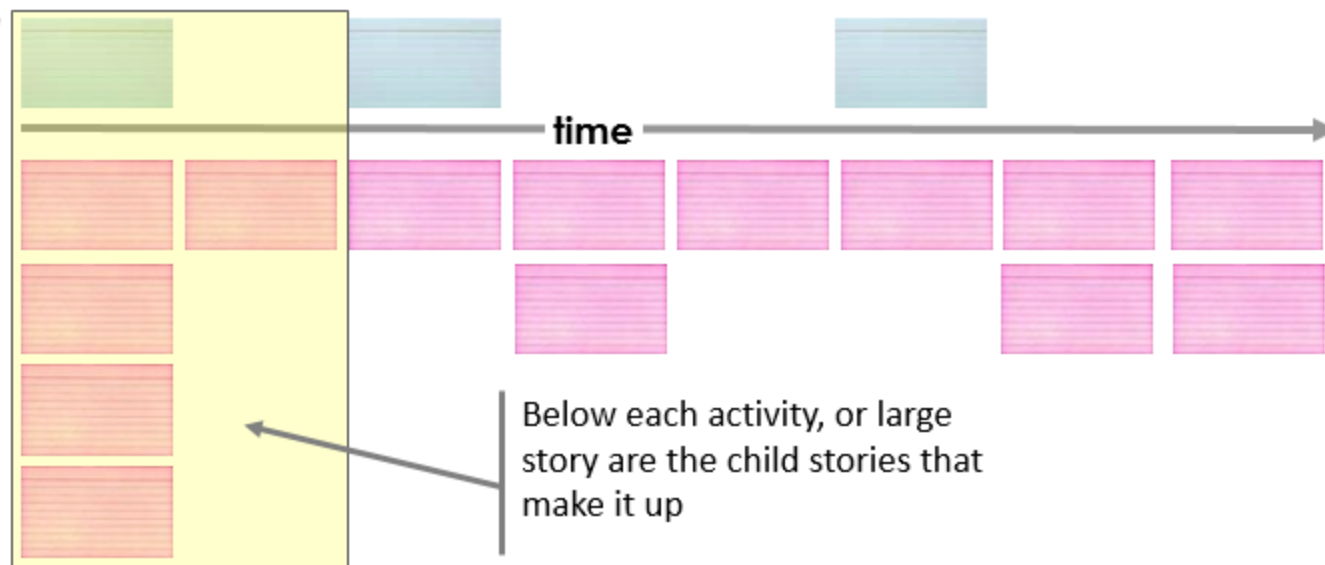 time
Below each activity, or large
story are the child stories that
make it up